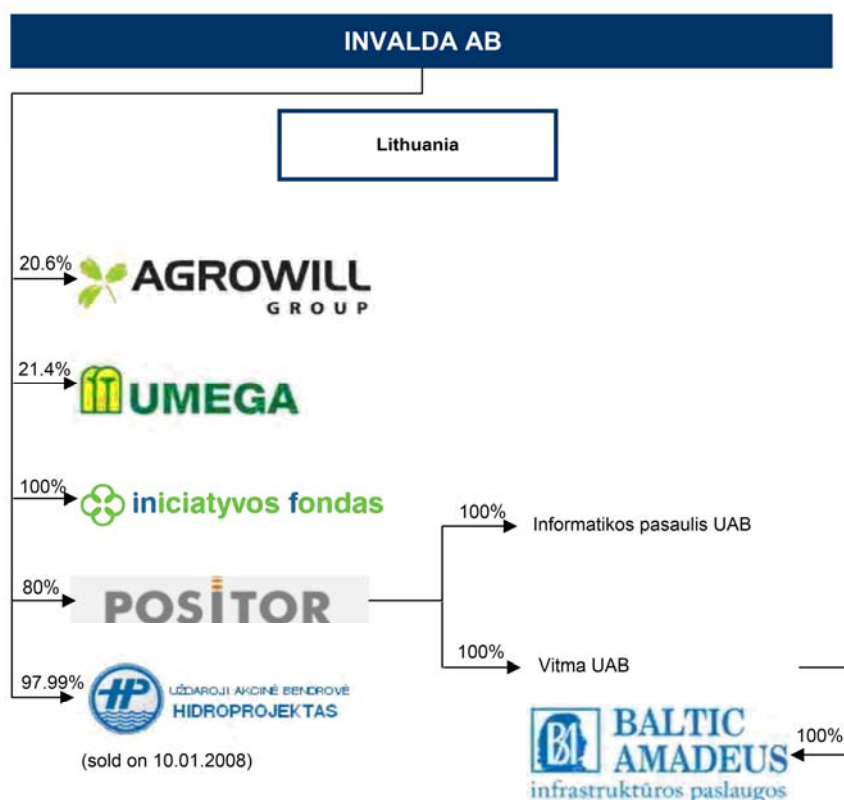 INVALDA AB
Lithuania
20.6%
AGROWILL
GROUP
21.4%
UMEGA
100%
iniciatyvos fondas
100%
Informatikos pasaulis UAB
80%
POSITOR
100%
Vitma UAB
97.99%
HP
UŽDAROJI AKCINĖ BENDROVĖ
HIDROPROJEKTAS
(sold on 10.01.2008)
BA
BALTIC
AMADEUS
infrastruktūros paslaugos
100%